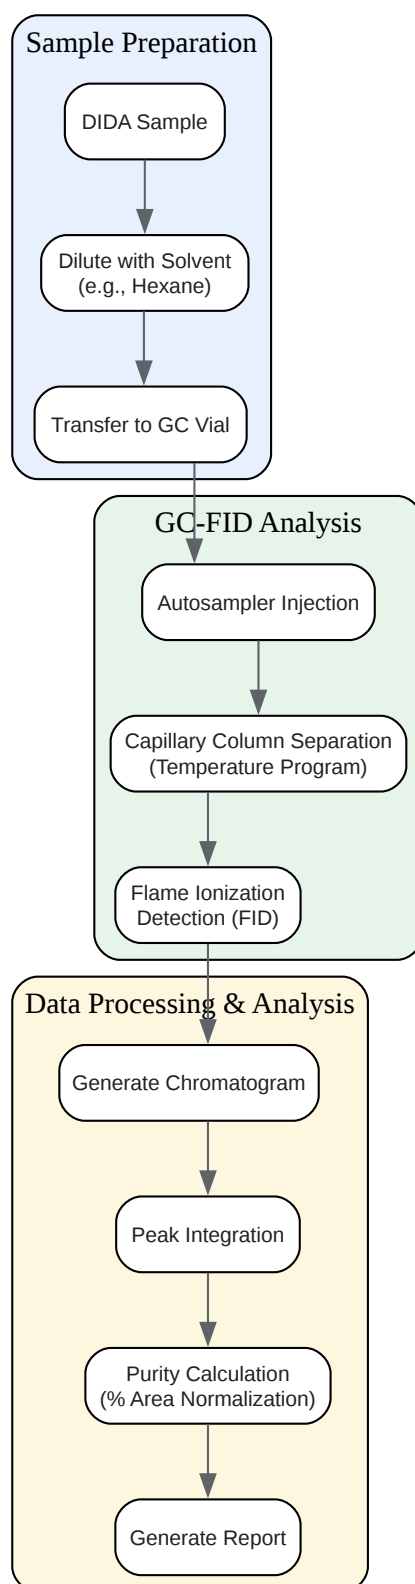 Sample Preparation
DIDA Sample
Dilute with Solvent
(e.g., Hexane)
Transfer to GC Vial
GC-FID Analysis
Autosampler Injection
Capillary Column Separation
(Temperature Program)
Flame Ionization
Detection (FID)
Data Processing & Analysis
Generate Chromatogram
Peak Integration
Purity Calculation
(% Area Normalization)
Generate Report